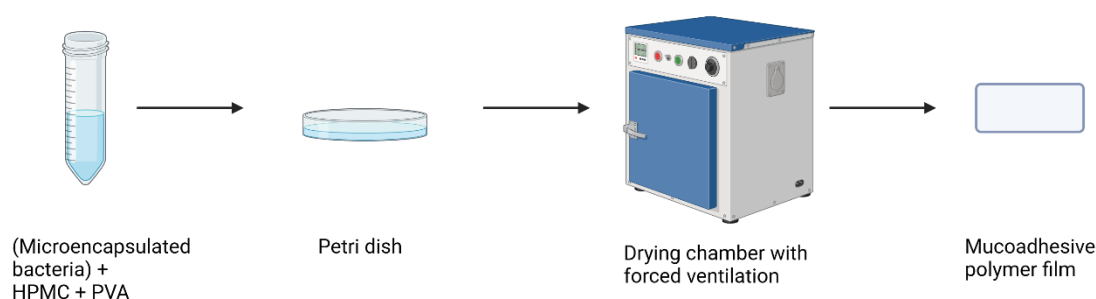 (Microencapsulated
bacteria) +
HPMC + PVA
Petri dish
Drying chamber with
forced ventilation
Mucoadhesive
polymer film